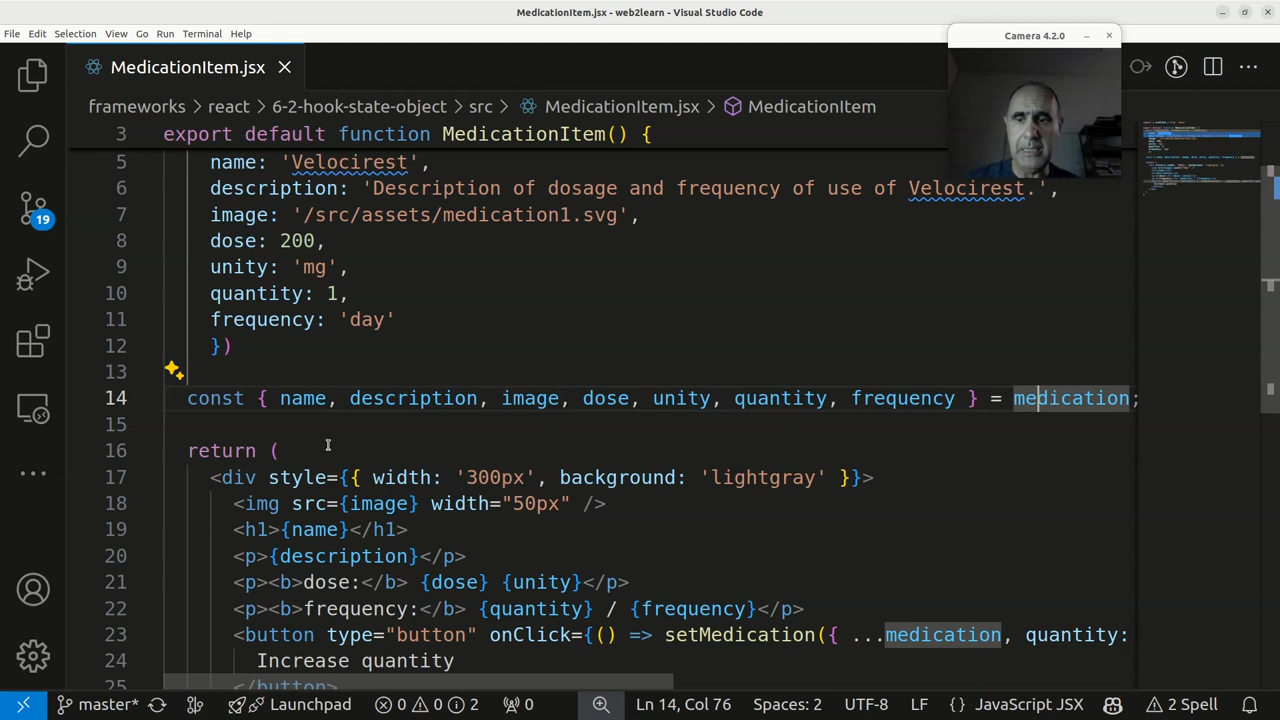 MedicationItem.jsx - web2learn - Visual Studio Code
File Edit Selection View Go Run Terminal Help
Camera 4.2.0
MedicationItem.jsx
frameworks > react > 6-2-hook-state-object > src > MedicationItem.jsx > MedicationItem
3 export default function MedicationItem() {
5 name: 'Velocirest',
6 description: 'Descripon of dosage and frequency of use of Velocirest.',
7 image: '/src/assets/medication1.svg',
8 dose: 200,
9 unity: 'mg',
10 quantity: 1,
11 frequency: 'day'
12 })
13
14 const { name, description, image, dose, unity, quantity, frequency } = medication;
15
16 return (
17 <div style={{ width: '300px', background: 'lightgray' }}>
18 <img src={image} width="50px" />
19 <h1>{name}</h1>
20 <p>{description}</p>
21 <p><b>dose:</b> {dose} {unity}</p>
22 <p><b>frequency:</b> {quantity} / {frequency}</p>
23 <button type="button" onClick={() => setMedication({ ...medication, quantity:
24 Increase quantity
25 </button>
19
master* Launchpad 0 0 2 0 Ln 14, Col 76 Spaces: 2 UTF-8 LF {} JavaScript JSX 2 Spell